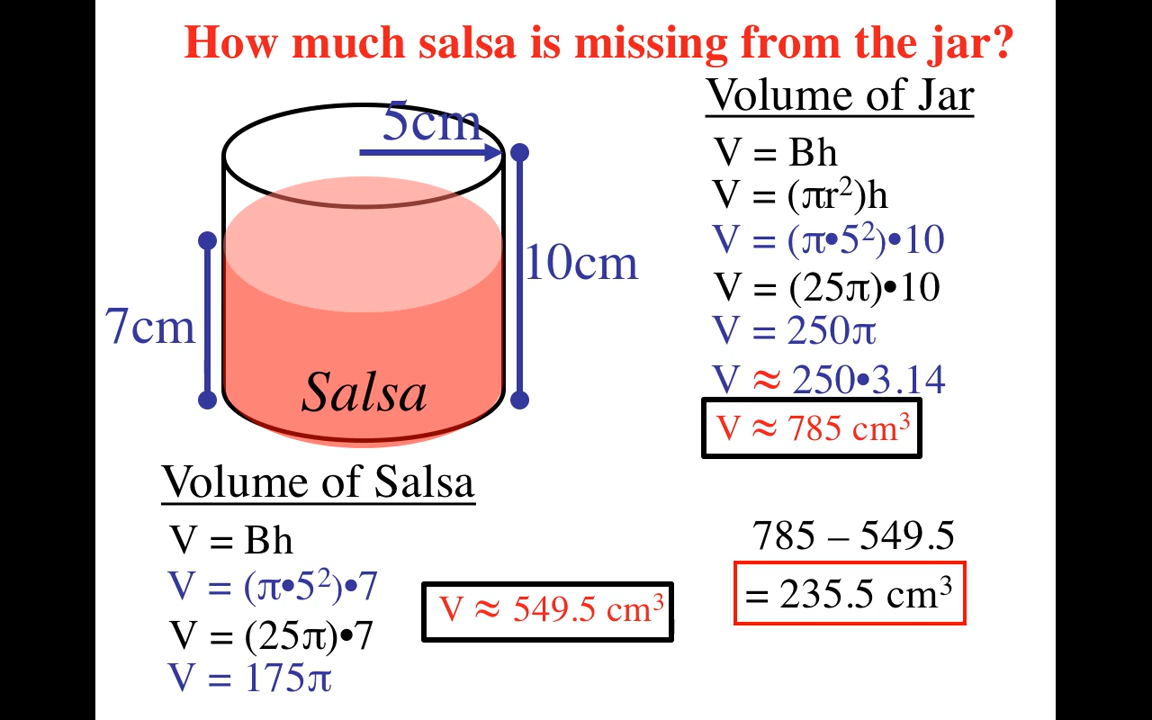 How much salsa is missing from the jar?
5cm
10cm
7cm
Salsa
Volume of Jar
V = Bh
V = (πr²)h
V = (π•5²)•10
V = (25π)•10
V = 250π
V ≈ 250•3.14
V ≈ 785 cm³
Volume of Salsa
V = Bh
V = (π•5²)•7
V = (25π)•7
V = 175π
V ≈ 549.5 cm³
785 – 549.5
= 235.5 cm³